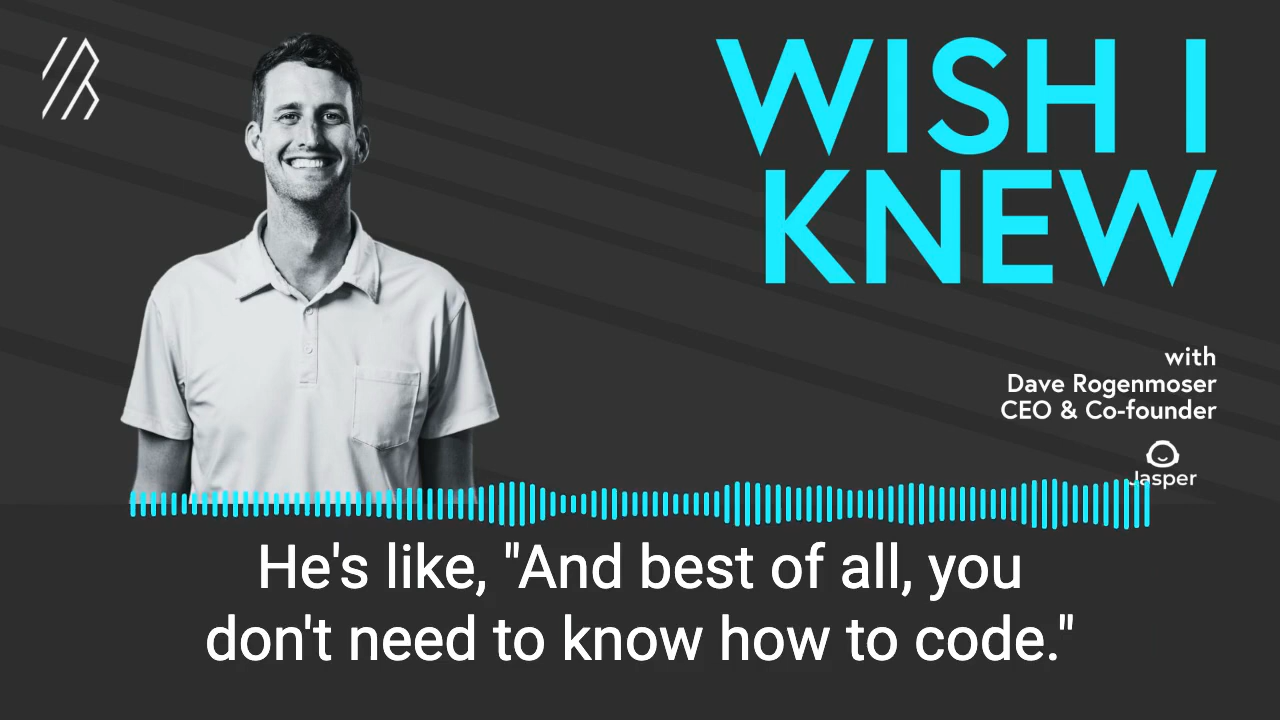 WISH I
KNEW
with
Dave Rogenmoser
CEO & Co-founder
Jasper
He's like, "And best of all, you
don't need to know how to code."